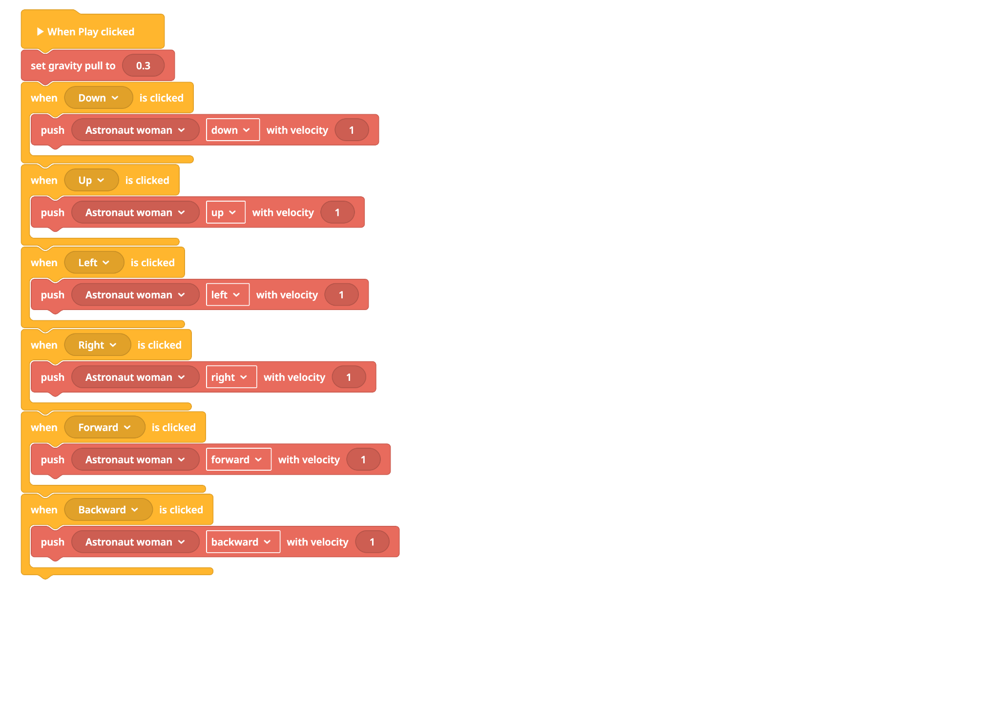 When Play clicked
set gravity pull to 0.3
when Down is clicked
push Astronaut woman down with velocity 1
when Up is clicked
push Astronaut woman up with velocity 1
when Left is clicked
push Astronaut woman left with velocity 1
when Right is clicked
push Astronaut woman right with velocity 1
when Forward is clicked
push Astronaut woman forward with velocity 1
when Backward is clicked
push Astronaut woman backward with velocity 1